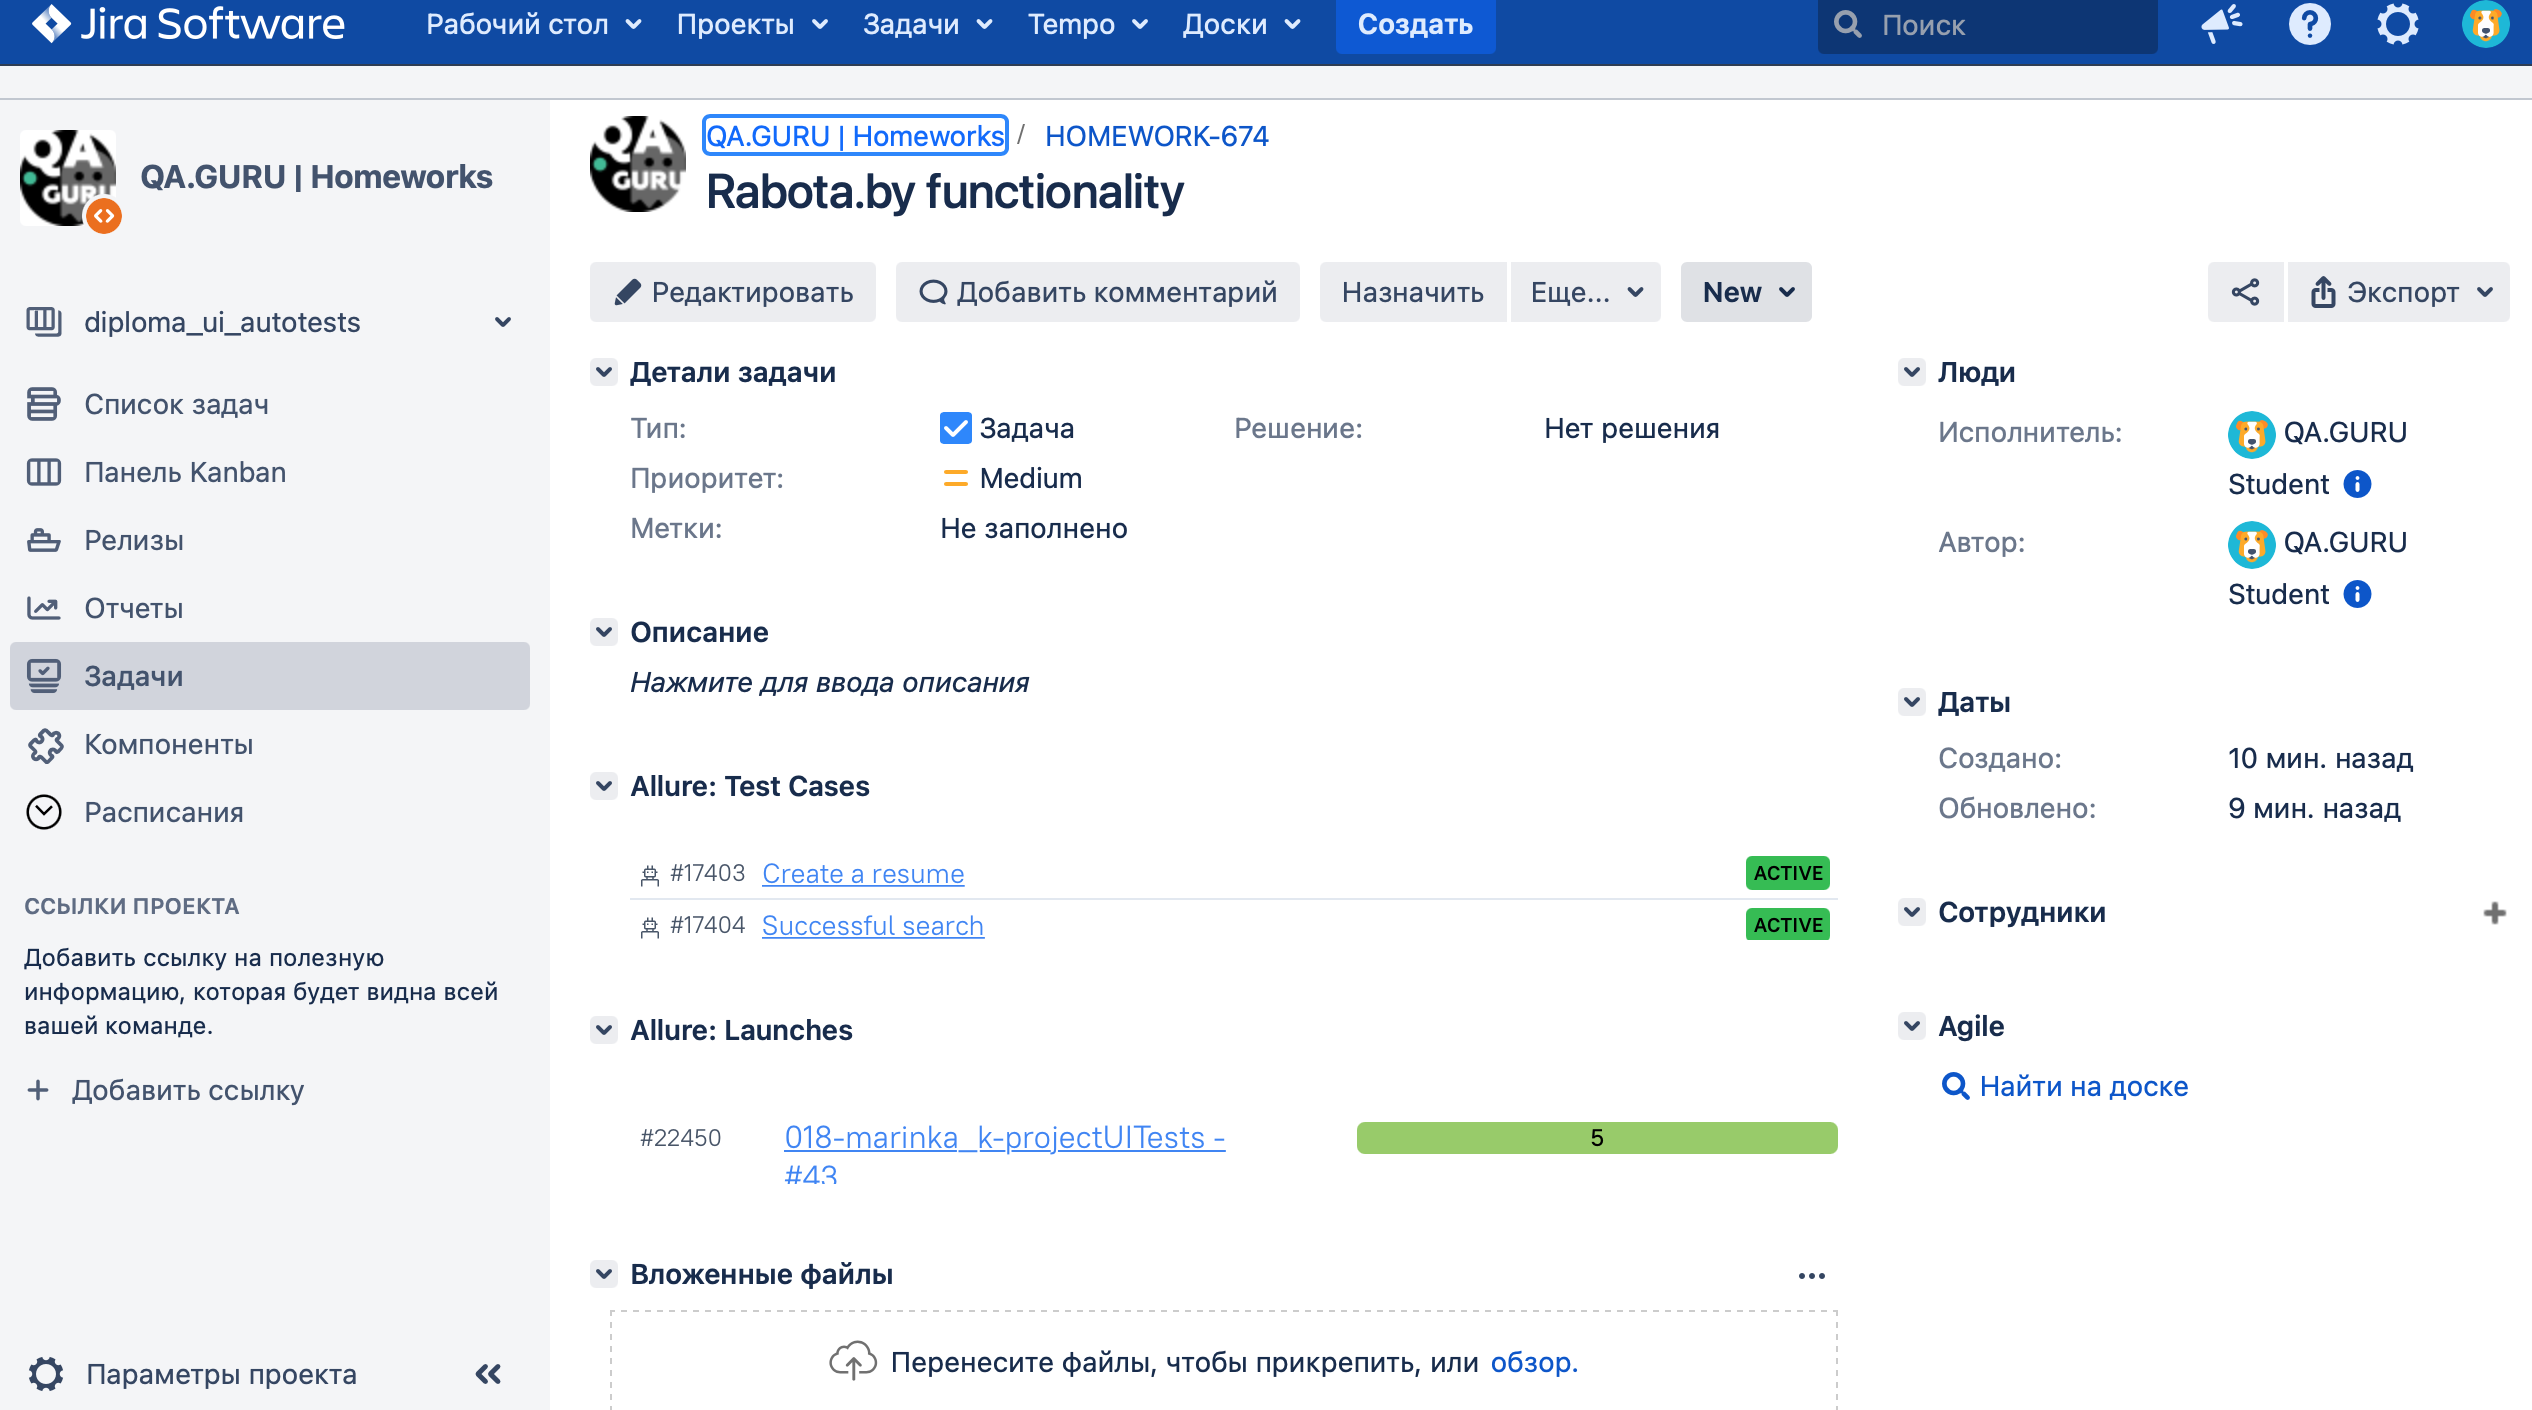 Jira Software
Рабочий стол
Проекты
Задачи
Tempo
Доски
Создать
Поиск
QA GURU
QA.GURU | Homeworks
diploma_ui_autotests
Список задач
Панель Kanban
Релизы
Отчеты
Задачи
Компоненты
Расписания
ССЫЛКИ ПРОЕКТА
Добавить ссылку на полезную
информацию, которая будет видна всей
вашей команде.
+ Добавить ссылку
Параметры проекта
QA GURU
QA.GURU | Homeworks / HOMEWORK-674
Rabota.by functionality
Редактировать
Добавить комментарий
Назначить
Еще...
New
Экспорт
Детали задачи
Тип: Задача
Решение: Нет решения
Приоритет: Medium
Метки: Не заполнено
Описание
Нажмите для ввода описания
Allure: Test Cases
#17403 Create a resume ACTIVE
#17404 Successful search ACTIVE
Allure: Launches
#22450 018-marinka_k-projectUITests - 5
#43
Вложенные файлы
Перенесите файлы, чтобы прикрепить, или обзор.
Люди
Исполнитель: QA.GURU
Student
Автор: QA.GURU
Student
Даты
Создано: 10 мин. назад
Обновлено: 9 мин. назад
Сотрудники
Agile
Найти на доске